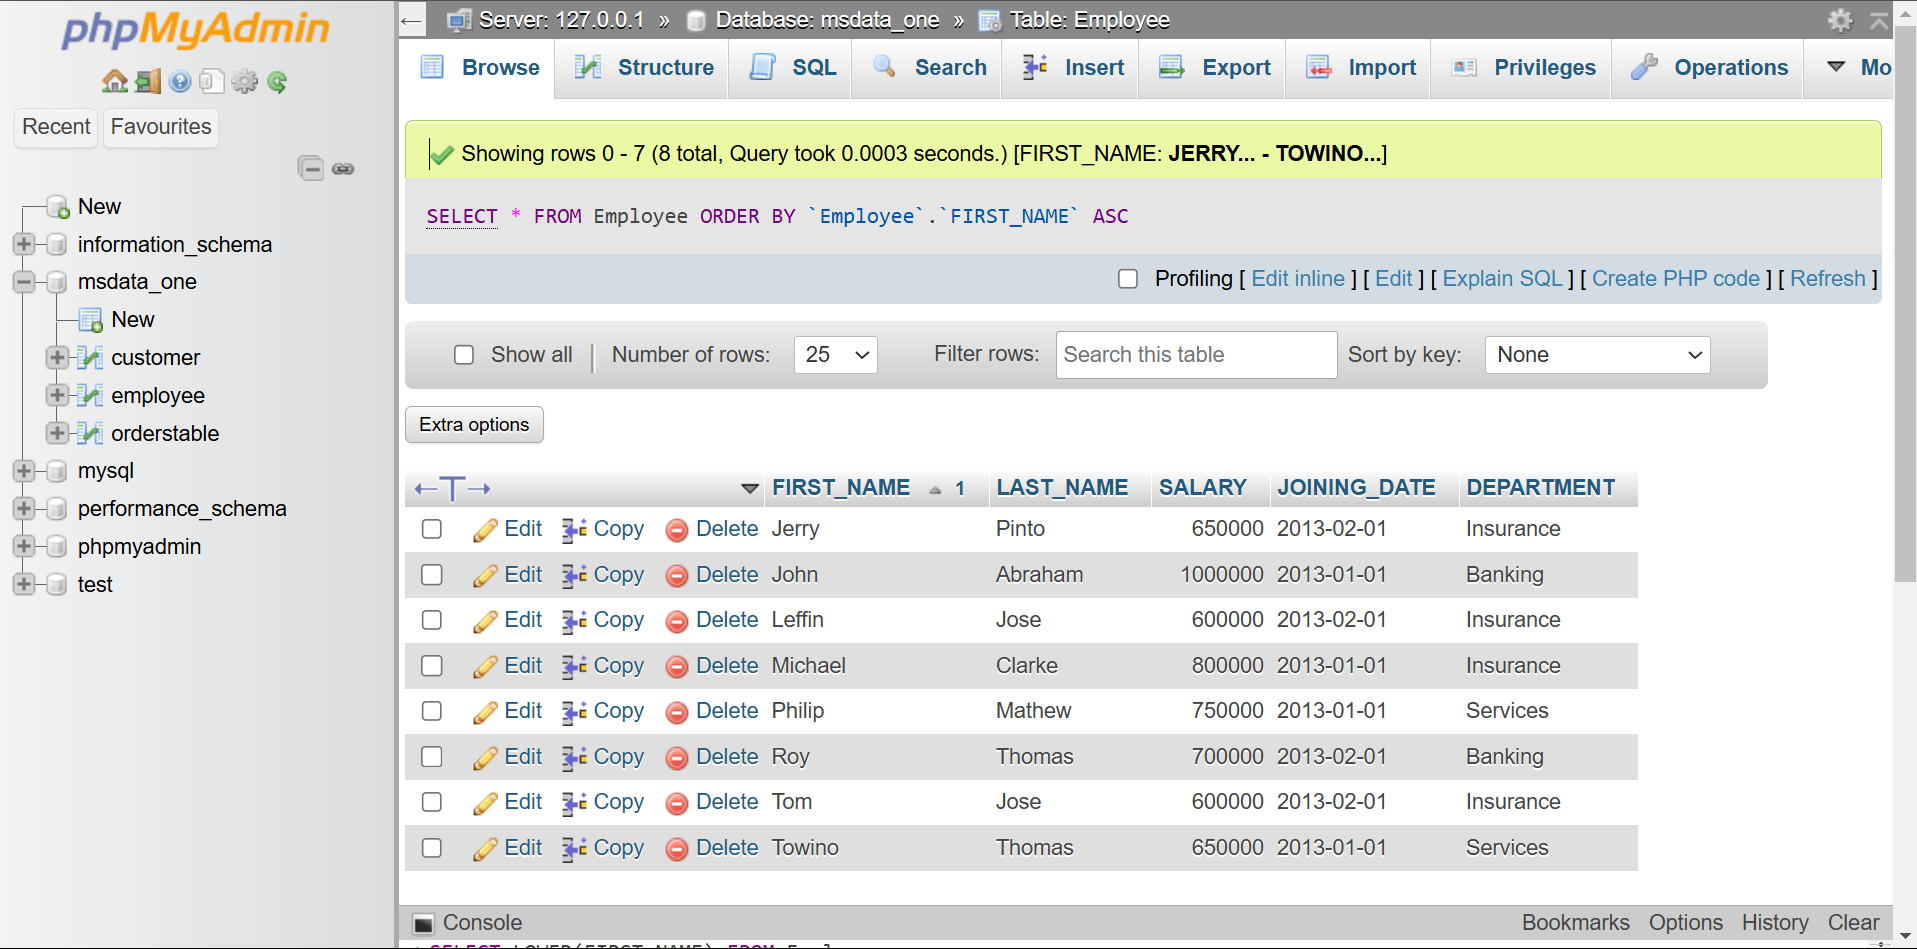 phpMyAdmin
Recent Favourites
New
information_schema
msdata_one
New
customer
employee
orderstable
mysql
performance_schema
phpmyadmin
test
Server: 127.0.0.1 » Database: msdata_one » Table: Employee
Browse Structure SQL Search Insert Export Import Privileges Operations Mo
Showing rows 0 - 7 (8 total, Query took 0.0003 seconds.) [FIRST_NAME: JERRY... - TOWINO...]
SELECT * FROM Employee ORDER BY `Employee`.`FIRST_NAME` ASC
Profiling [ Edit inline ] [ Edit ] [ Explain SQL ] [ Create PHP code ] [ Refresh ]
Show all Number of rows: 25 Filter rows: Search this table Sort by key: None
Extra options
FIRST_NAME 1 LAST_NAME SALARY JOINING_DATE DEPARTMENT
Edit Copy Delete Jerry Pinto 650000 2013-02-01 Insurance
Edit Copy Delete John Abraham 1000000 2013-01-01 Banking
Edit Copy Delete Leffin Jose 600000 2013-02-01 Insurance
Edit Copy Delete Michael Clarke 800000 2013-01-01 Insurance
Edit Copy Delete Philip Mathew 750000 2013-01-01 Services
Edit Copy Delete Roy Thomas 700000 2013-02-01 Banking
Edit Copy Delete Tom Jose 600000 2013-02-01 Insurance
Edit Copy Delete Towino Thomas 650000 2013-01-01 Services
Console Bookmarks Options History Clear